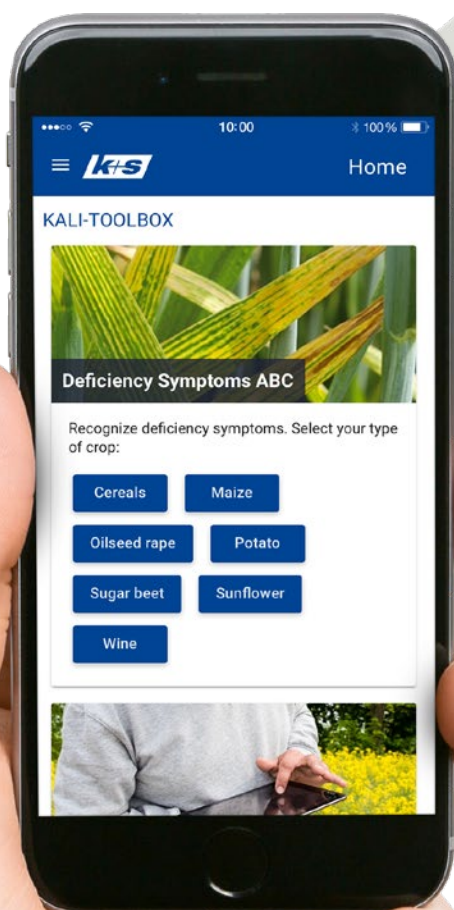 10:00
100 %
K+S
Home
KALI-TOOLBOX
Deficiency Symptoms ABC
Recognize deficiency symptoms. Select your type
of crop:
Cereals Maize
Oilseed rape Potato
Sugar beet Sunflower
Wine